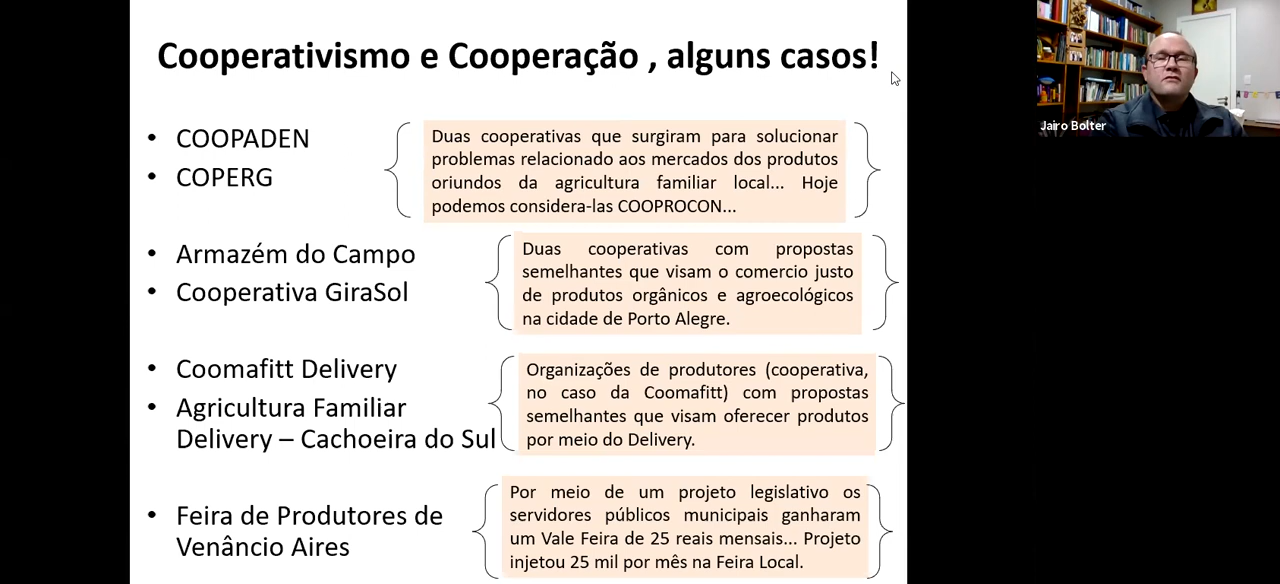 Cooperativismo e Cooperação , alguns casos!
Jairo Bolter
• COOPADEN
• COPERG
Duas cooperativas que surgiram para solucionar
problemas relacionado aos mercados dos produtos
oriundos da agricultura familiar local... Hoje
podemos considera-las COOPROCON...
• Armazém do Campo
• Cooperativa GiraSol
Duas cooperativas com propostas
semelhantes que visam o comercio justo
de produtos orgânicos e agroecológicos
na cidade de Porto Alegre.
• Coomafitt Delivery
• Agricultura Familiar
Delivery – Cachoeira do Sul
Organizações de produtores (cooperativa,
no caso da Coomafitt) com propostas
semelhantes que visam oferecer produtos
por meio do Delivery.
• Feira de Produtores de
Venâncio Aires
Por meio de um projeto legislativo os
servidores públicos municipais ganharam
um Vale Feira de 25 reais mensais... Projeto
injetou 25 mil por mês na Feira Local.